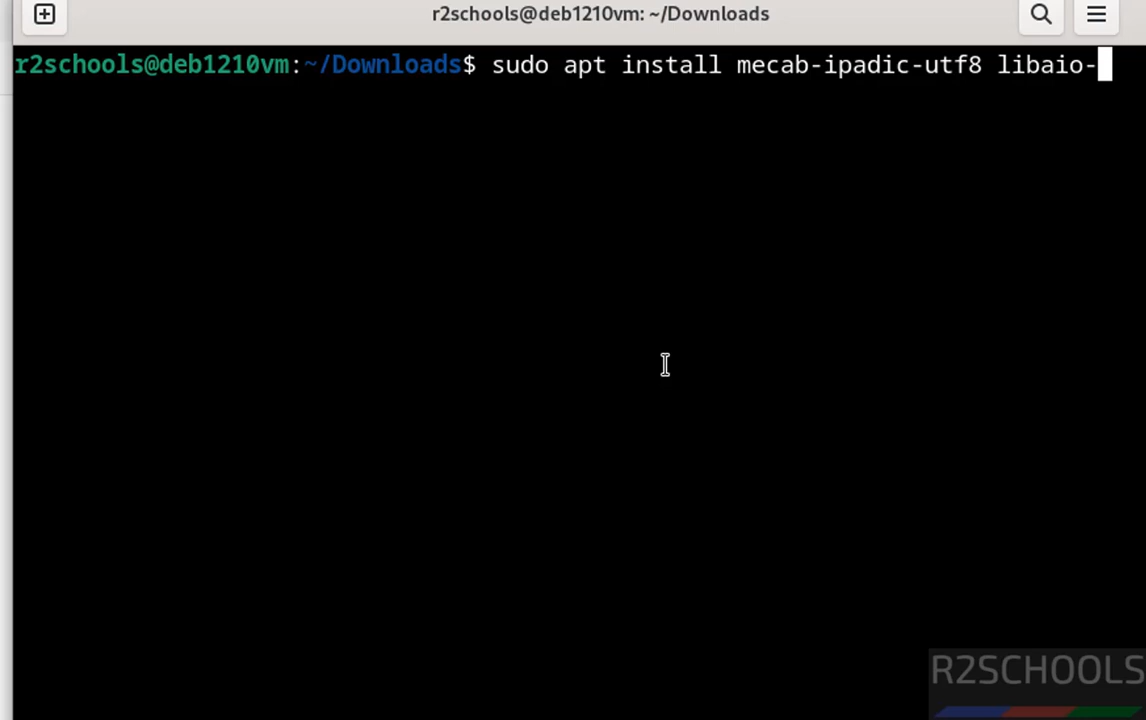 r2schools@deb1210vm: ~/Downloads
r2schools@deb1210vm:~/Downloads$ sudo apt install mecab-ipadic-utf8 libaio-
R2SCHOOLS